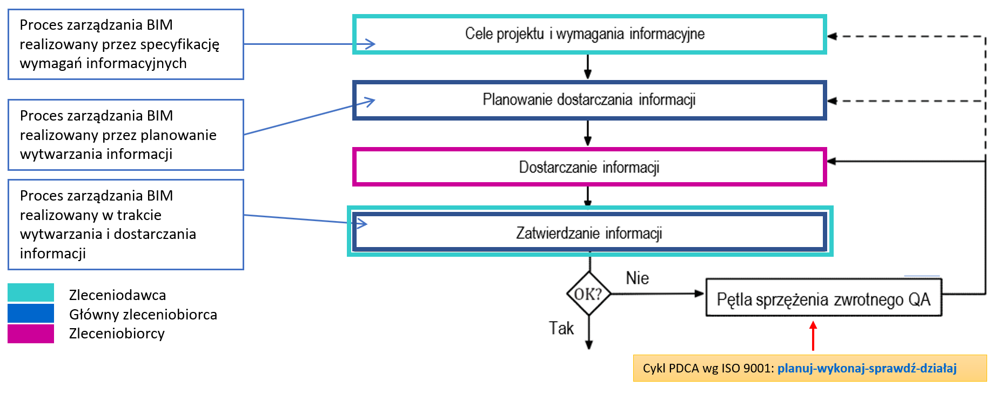 Proces zarządzania BIM
realizowany przez specyfikację
wymagań informacyjnych
Proces zarządzania BIM
realizowany przez planowanie
wytwarzania informacji
Proces zarządzania BIM
realizowany w trakcie
wytwarzania i dostarczania
informacji
Zleceniodawca
Główny zleceniobiorca
Zleceniobiorcy
Cele projektu i wymagania informacyjne
Planowanie dostarczania informacji
Dostarczanie informacji
Zatwierdzanie informacji
OK?
Nie
Pętla sprzężenia zwrotnego QA
Tak
Cykl PDCA wg ISO 9001: planuj-wykonaj-sprawdź-działaj